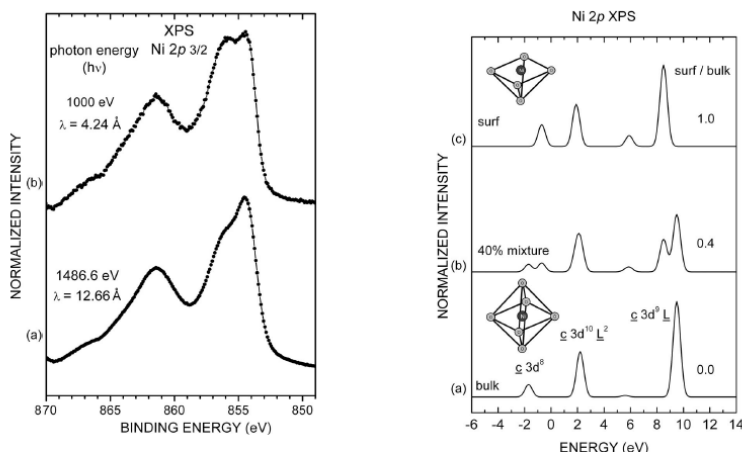 XPS
Ni 2p 3/2
photon energy
(hν)
1000 eV
λ = 4.24 Å
(b)
1486.6 eV
λ = 12.66 Å
(a)
NORMALIZED INTENSITY
870 865 860 855 850
BINDING ENERGY (eV)
Ni 2p XPS
surf / bulk
1.0
(c) surf
40% mixture
0.4
(b)
c 3d⁹ L
c 3d¹⁰ L²
c 3d⁸
0.0
(a) bulk
NORMALIZED INTENSITY
-6 -4 -2 0 2 4 6 8 10 12 14
ENERGY (eV)